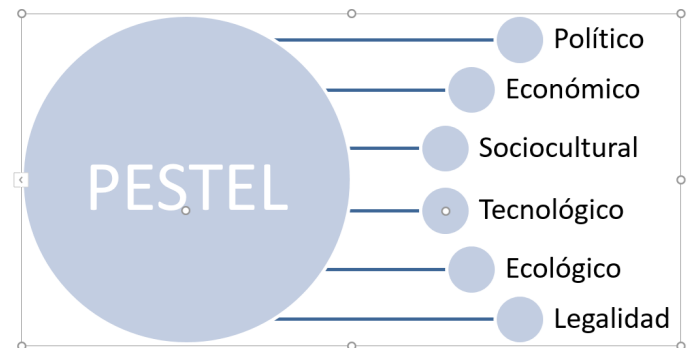 PESTEL
Político
Económico
Sociocultural
Tecnológico
Ecológico
Legalidad